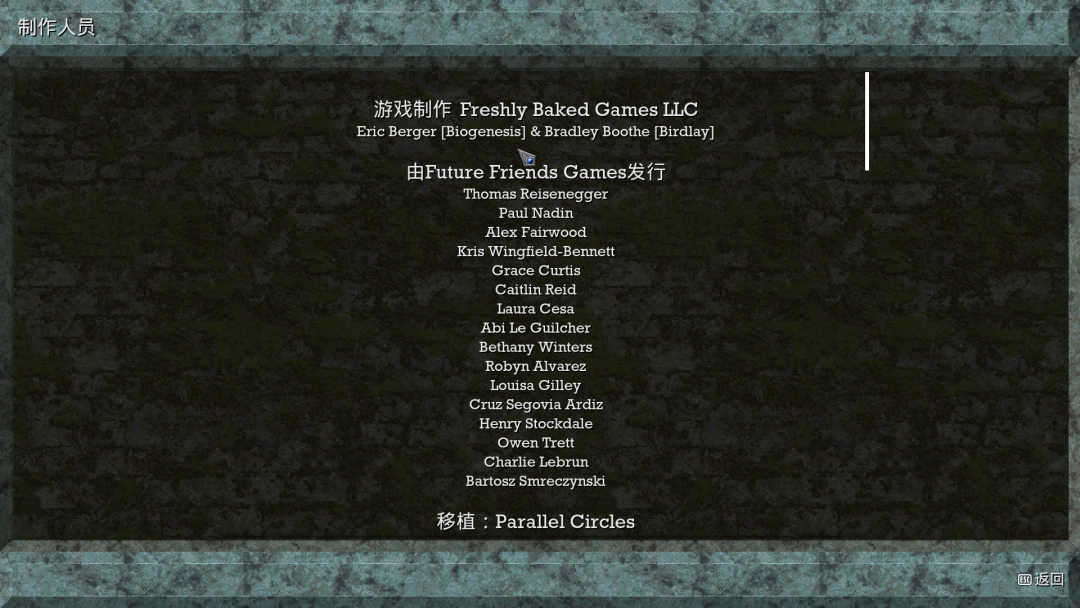 制作人员
游戏制作 Freshly Baked Games LLC
Eric Berger [Biogenesis] & Bradley Boothe [Birdlay]
由Future Friends Games发行
Thomas Reisenegger
Paul Nadin
Alex Fairwood
Kris Wingfield-Bennett
Grace Curtis
Caitlin Reid
Laura Cesa
Abi Le Guilcher
Bethany Winters
Robyn Alvarez
Louisa Gilley
Cruz Segovia Ardiz
Henry Stockdale
Owen Trett
Charlie Lebrun
Bartosz Smreczynski
移植：Parallel Circles
ESC 返回